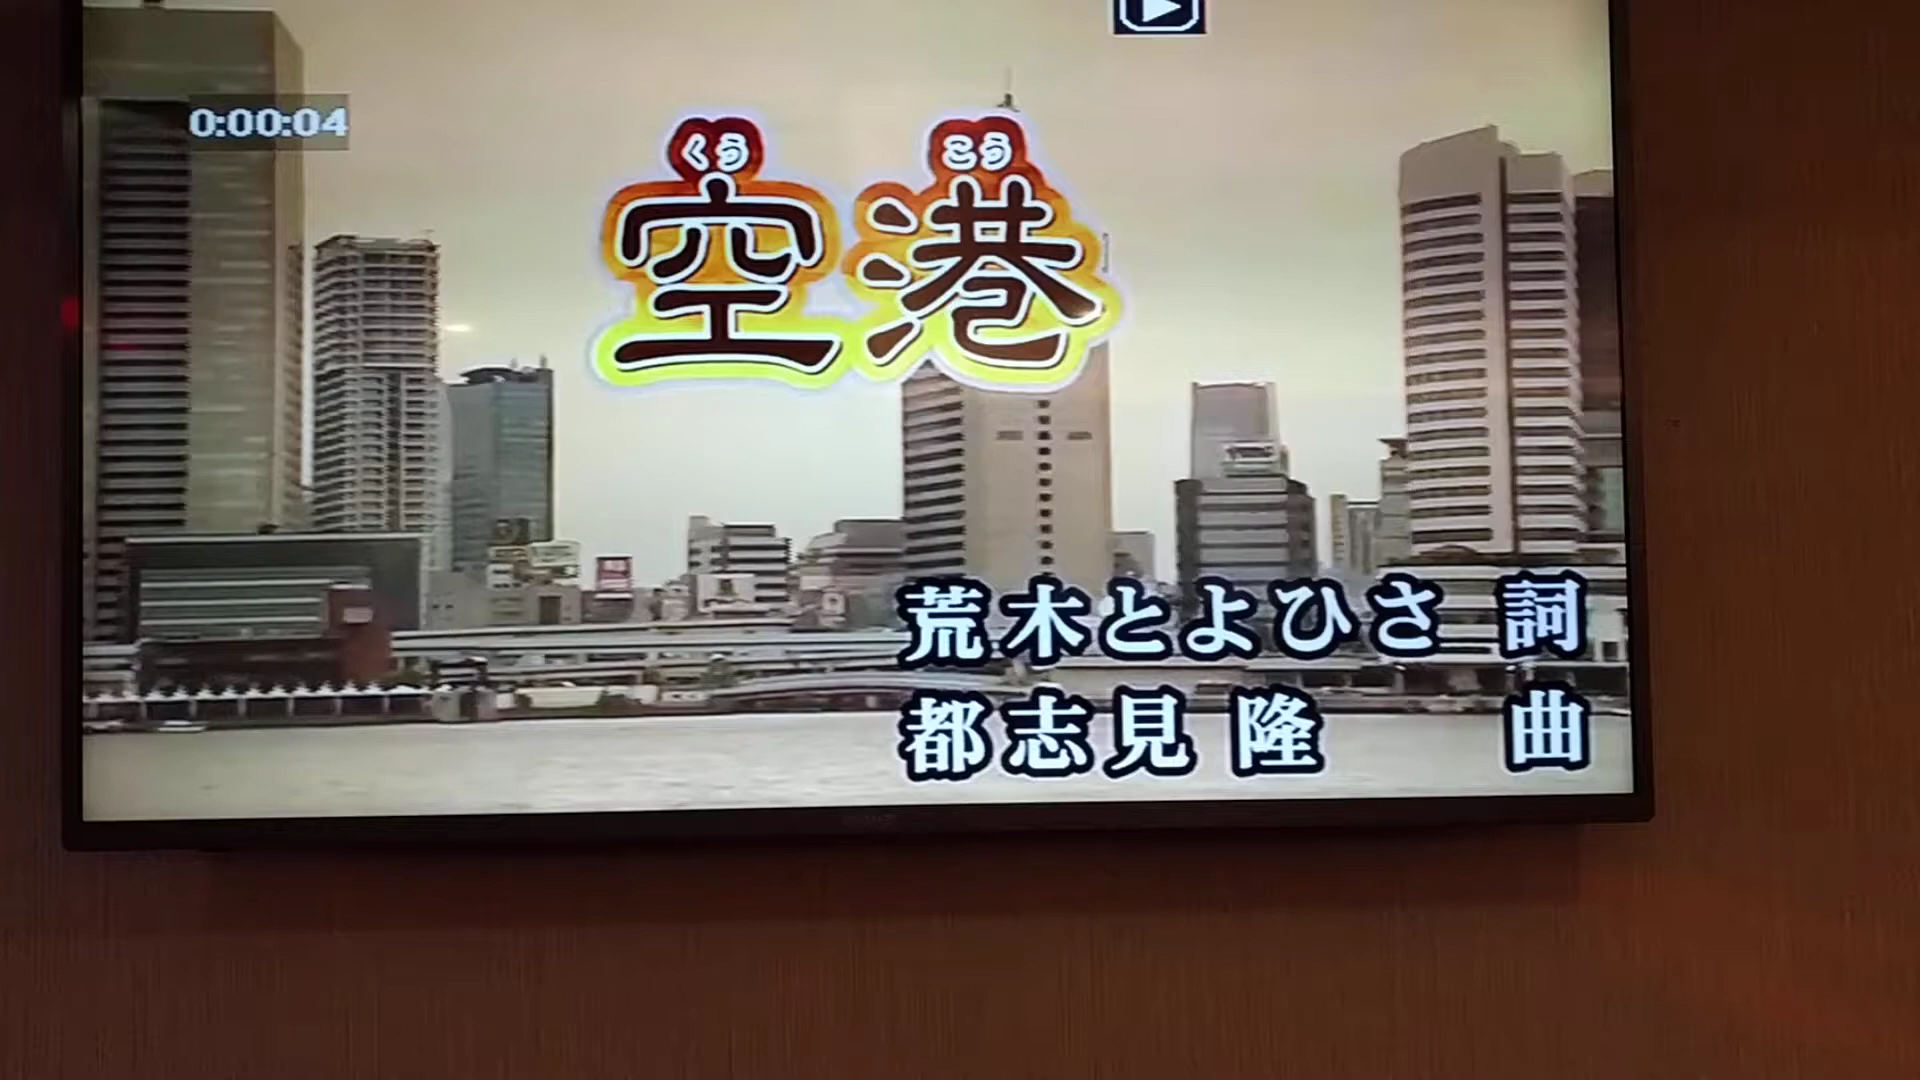 0:00:04
くう こう
空港
荒木とよひさ 詞
都志見 隆 曲